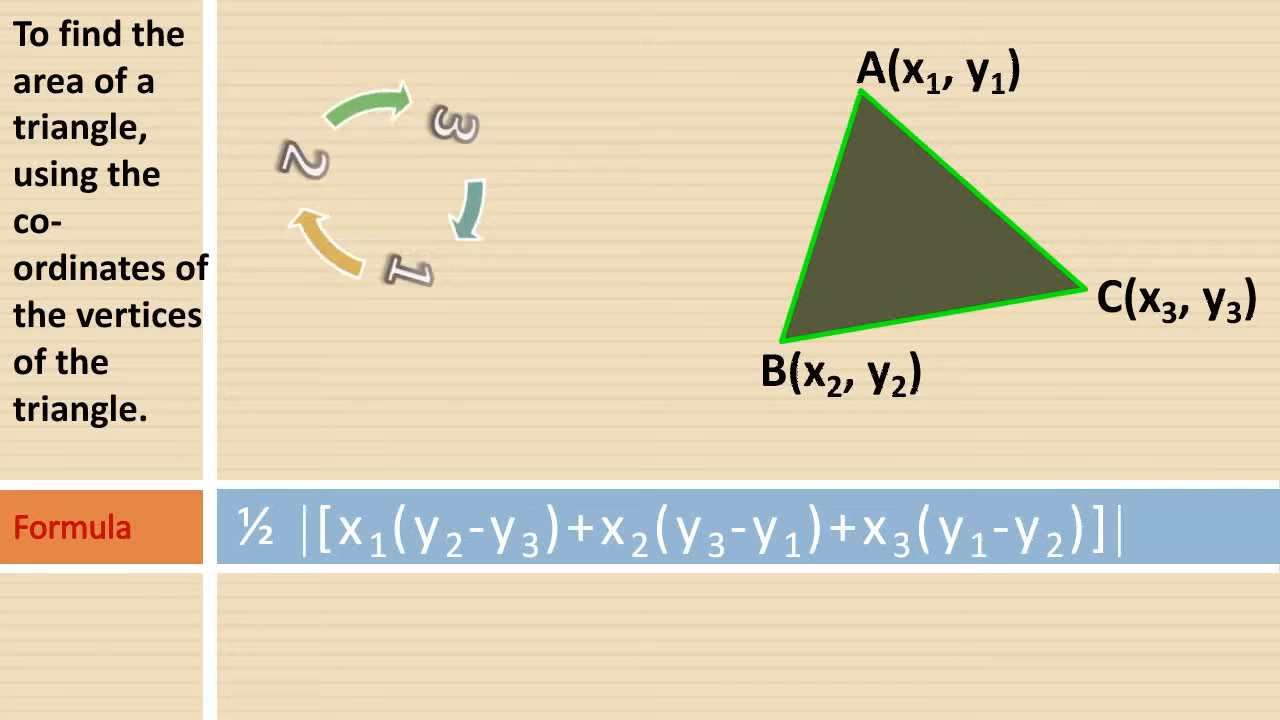 To find the
area of a
triangle,
using the
co-
ordinates of
the vertices
of the
triangle.
3
2
1
A(x₁, y₁)
C(x₃, y₃)
B(x₂, y₂)
Formula
½ |[x₁(y₂-y₃)+x₂(y₃-y₁)+x₃(y₁-y₂)]|